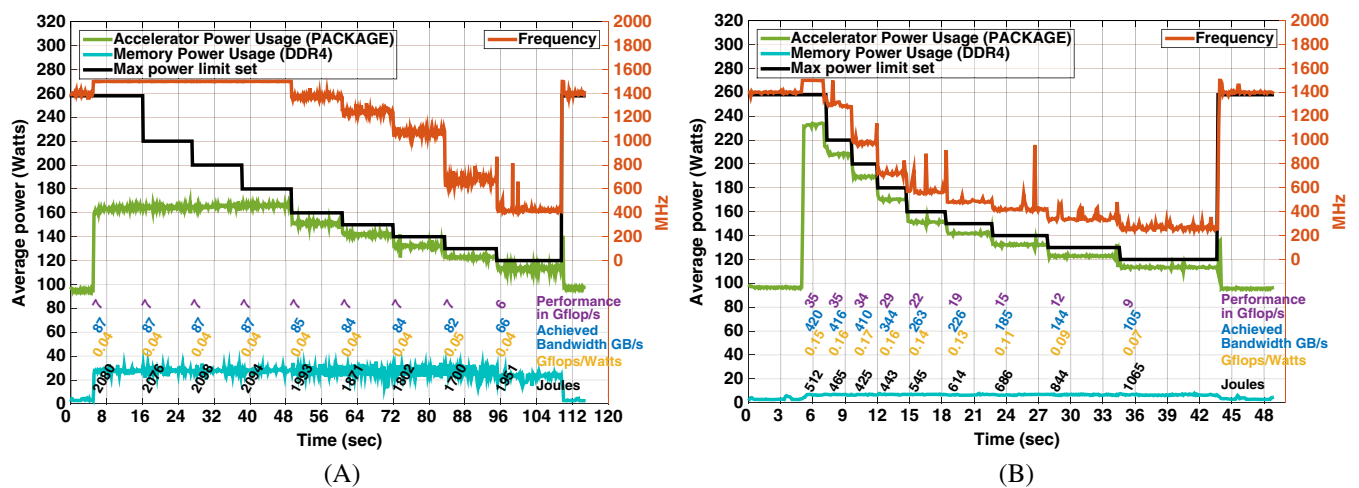 320
300
280
260
240
220
200
180
160
140
120
100
80
60
40
20
0
Average power (Watts)
Accelerator Power Usage (PACKAGE)
Memory Power Usage (DDR4)
Max power limit set
Frequency
2000
1800
1600
1400
1200
1000
800
600
400
200
0
MHz
7 7 7 7 7 7 7 7 6
Performance
in Gflop/s
87 87 87 87 85 84 84 82 66
Achieved
Bandwidth GB/s
0.04 0.04 0.04 0.04 0.04 0.04 0.04 0.05 0.04
Gflops/Watts
2080 2076 2098 2094 1993 1871 1802 1700 1951
Joules
0 8 16 24 32 40 48 56 64 72 80 88 96 104 112 120
Time (sec)
(A)
320
300
280
260
240
220
200
180
160
140
120
100
80
60
40
20
0
Average power (Watts)
Accelerator Power Usage (PACKAGE)
Memory Power Usage (DDR4)
Max power limit set
Frequency
2000
1800
1600
1400
1200
1000
800
600
400
200
0
MHz
35 35 34 29 22 19 15 12 9
Performance
in Gflop/s
420 416 410 344 263 226 185 144 105
Achieved
Bandwidth GB/s
0.15 0.16 0.17 0.16 0.14 0.13 0.11 0.09 0.07
Gflops/Watts
512 465 425 443 545 614 686 844 1065
Joules
0 3 6 9 12 15 18 21 24 27 30 33 36 39 42 45 48
Time (sec)
(B)